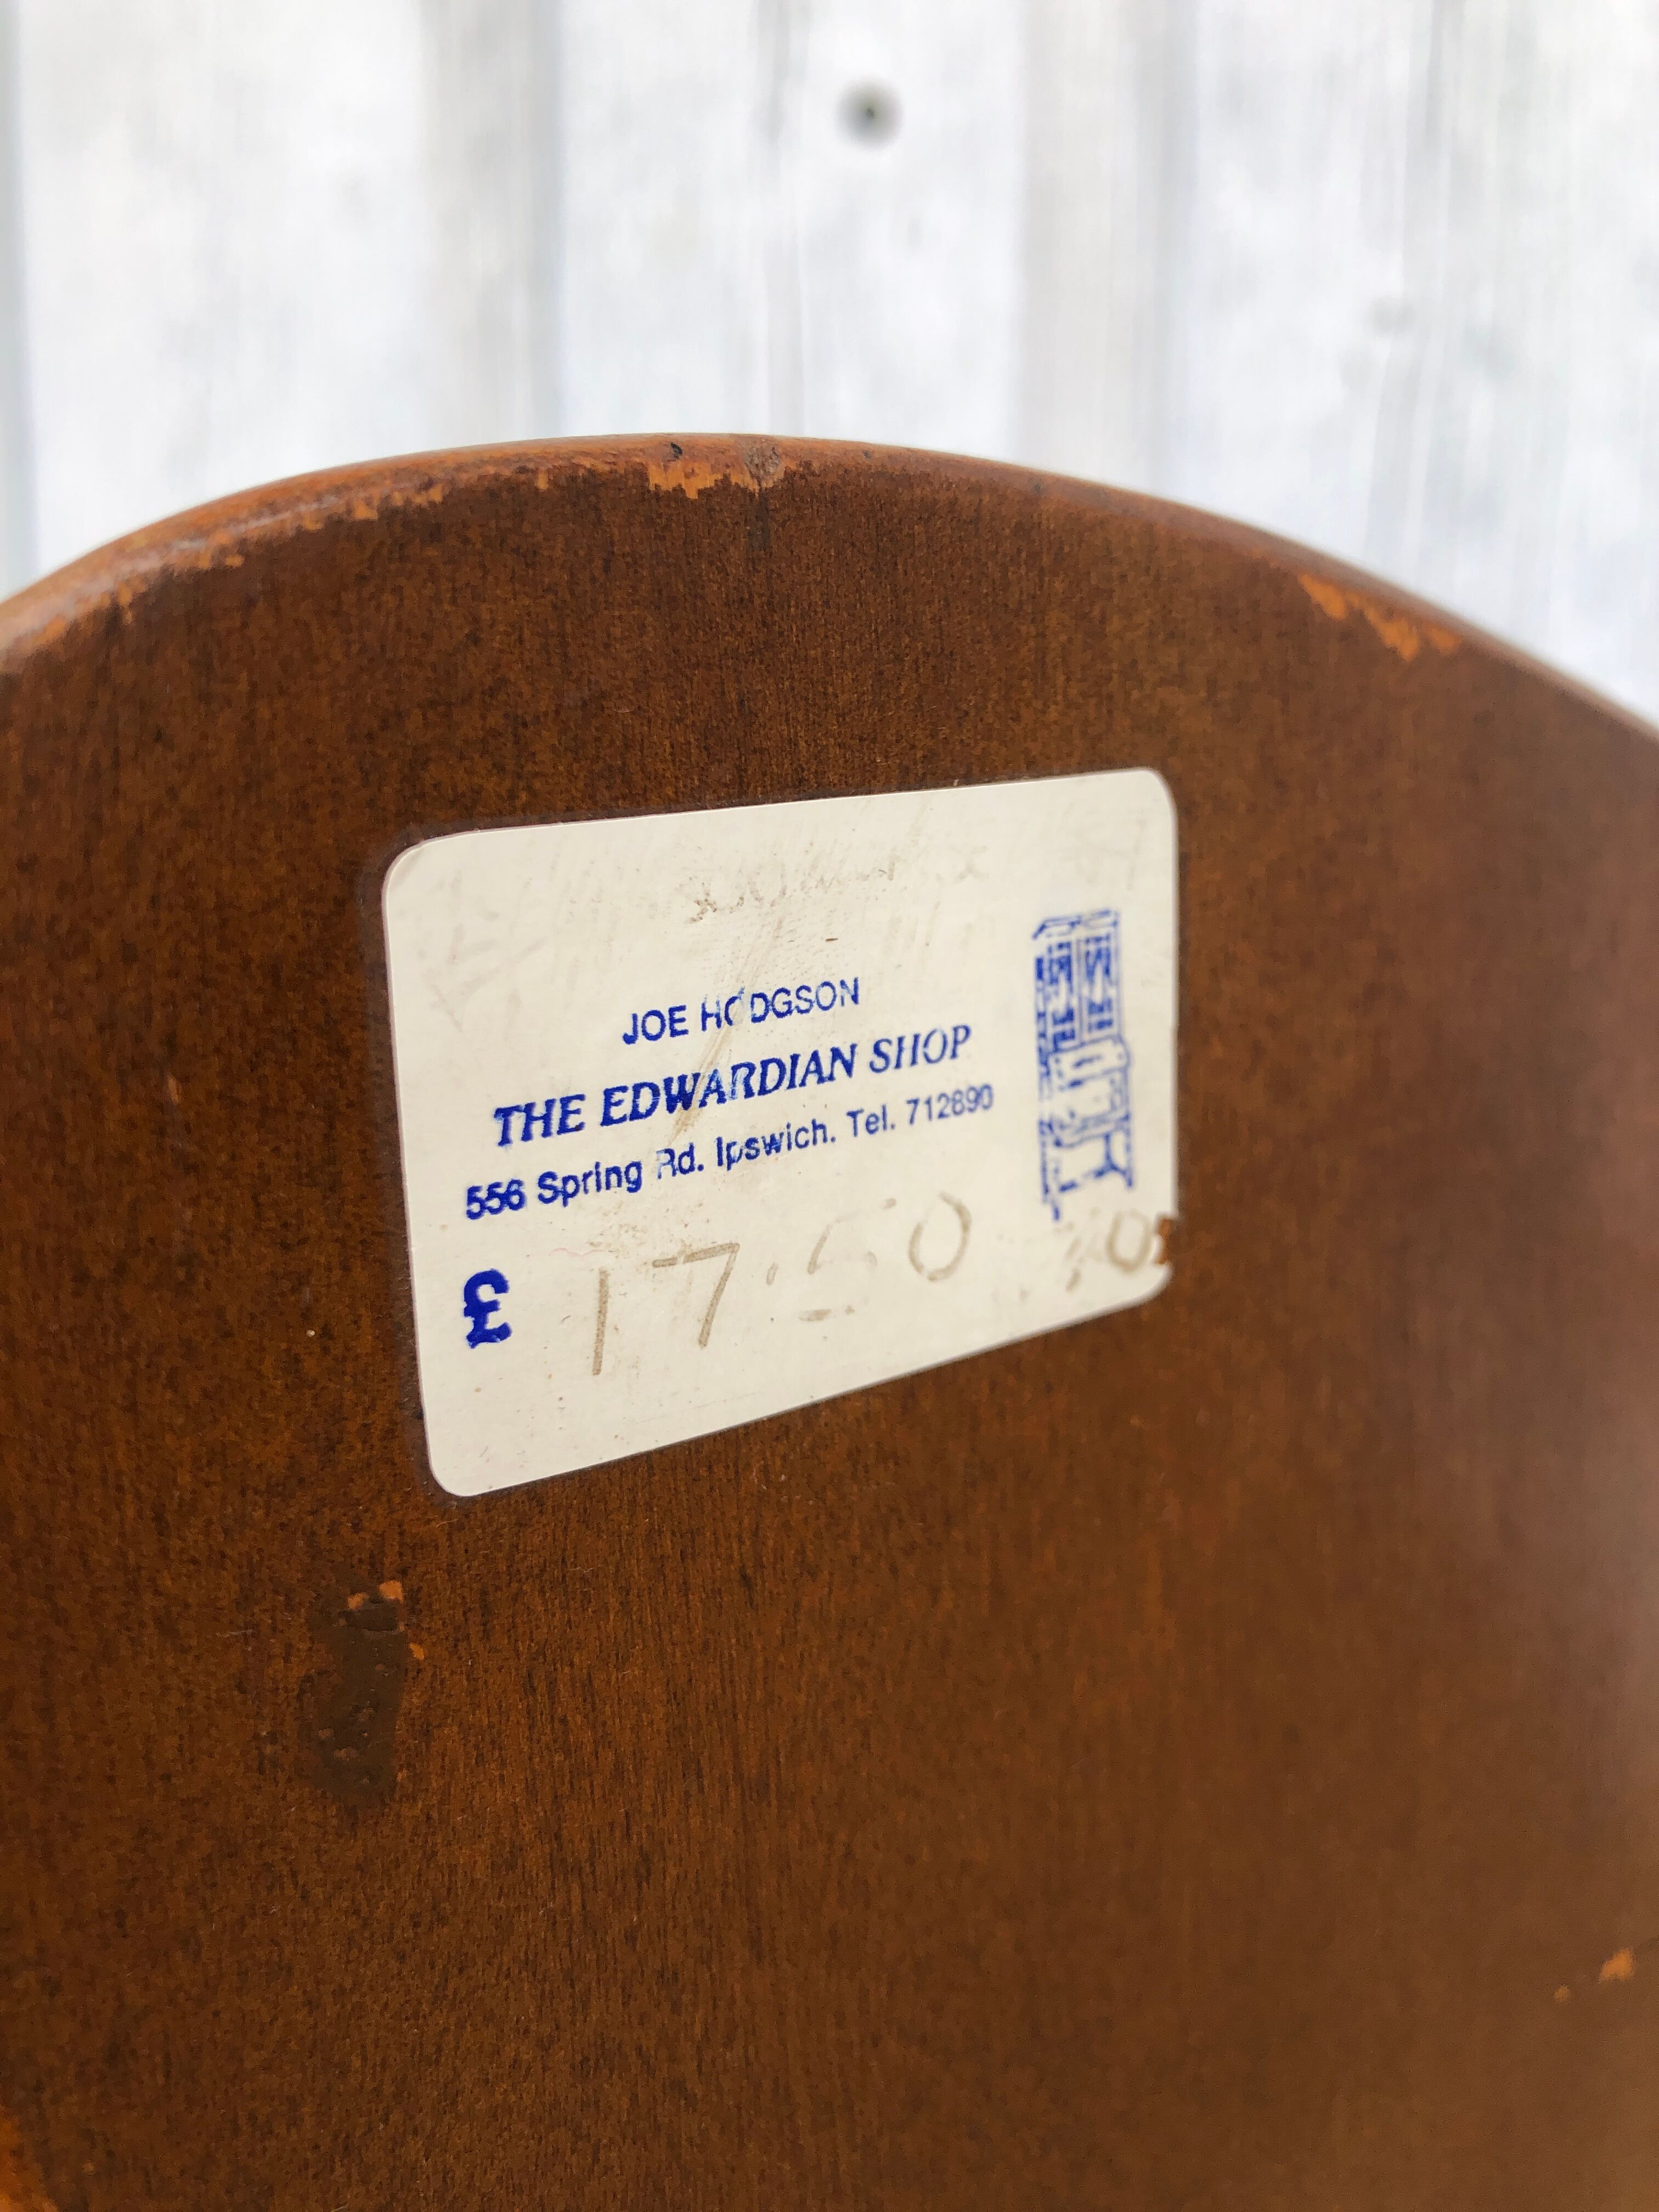 JOE HODGSON
THE EDWARDIAN SHOP
556 Spring Rd. Ipswich. Tel. 712890
£ 17.50